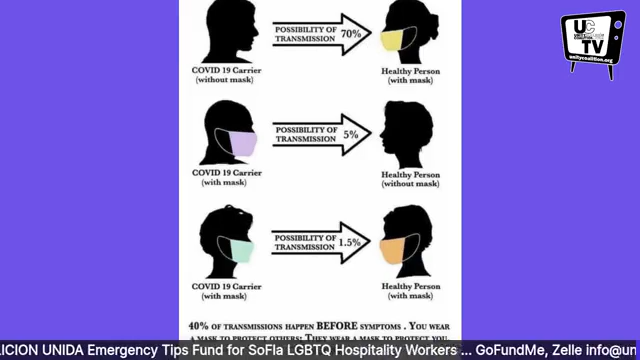 POSSIBILITY OF
TRANSMISSION 70%
COVID 19 Carrier
(without mask)
Healthy Person
(with mask)
UC
TV
unitycoalition.org
POSSIBILITY OF
TRANSMISSION 5%
COVID 19 Carrier
(with mask)
Healthy Person
(without mask)
POSSIBILITY OF
TRANSMISSION 1.5%
COVID 19 Carrier
(with mask)
Healthy Person
(with mask)
40% OF TRANSMISSIONS HAPPEN BEFORE SYMPTOMS . YOU WEAR
A MASK TO PROTECT OTHERS; THEY WEAR A MASK TO PROTECT YOU
LICION UNIDA Emergency Tips Fund for SoFla LGBTQ Hospitality Workers ... GoFundMe, Zelle info@un